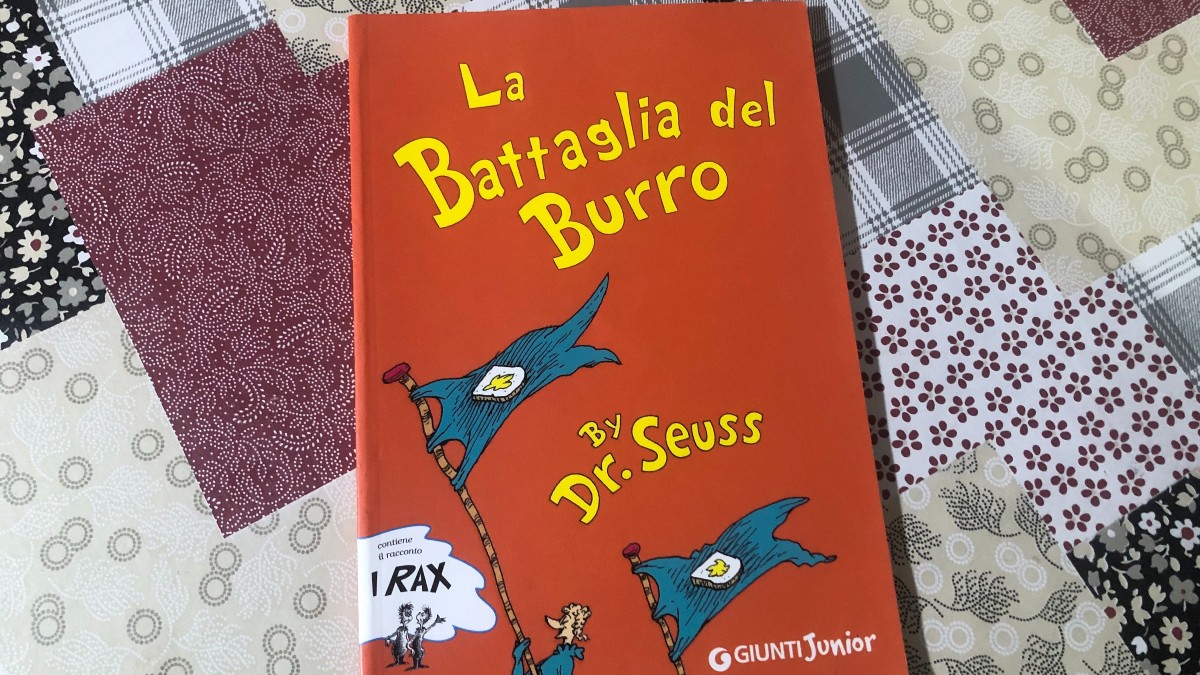 La
Battaglia del
Burro
By
Dr. Seuss
contiene
il racconto
I RAX
GIUNTI Junior